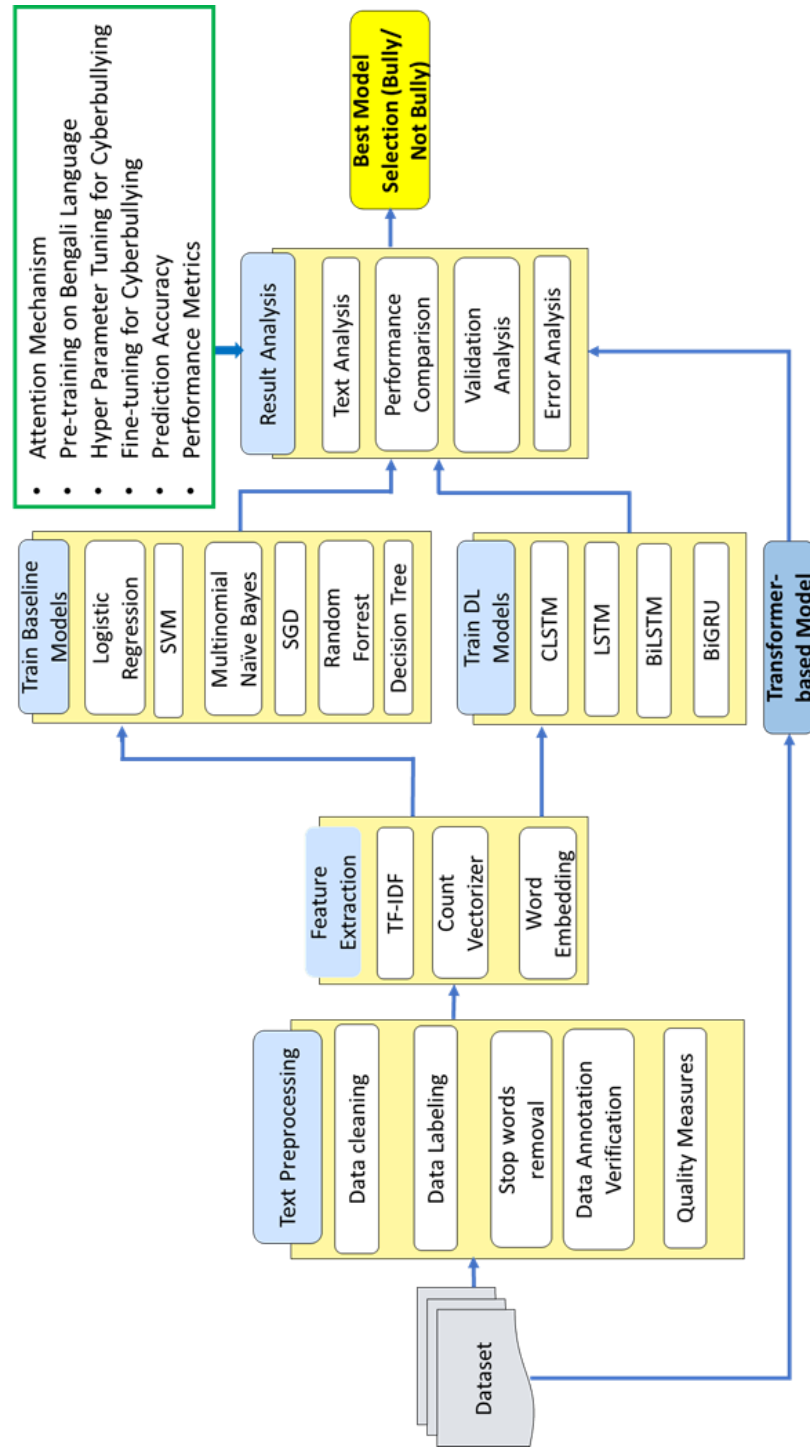 Dataset
Text Preprocessing
Data cleaning
Data Labeling
Stop words
removal
Data Annotation
Verification
Quality Measures
Feature
Extraction
TF-IDF
Count
Vectorizer
Word
Embedding
Train Baseline
Models
Logistic
Regression
SVM
Multinomial
Naïve Bayes
SGD
Random
Forrest
Decision Tree
Train DL
Models
CLSTM
LSTM
BiLSTM
BiGRU
Transformer-
based Model
• Attention Mechanism
• Pre-training on Bengali Language
• Hyper Parameter Tuning for Cyberbullying
• Fine-tuning for Cyberbullying
• Prediction Accuracy
• Performance Metrics
Result Analysis
Text Analysis
Performance
Comparison
Validation
Analysis
Error Analysis
Best Model
Selection (Bully/
Not Bully)